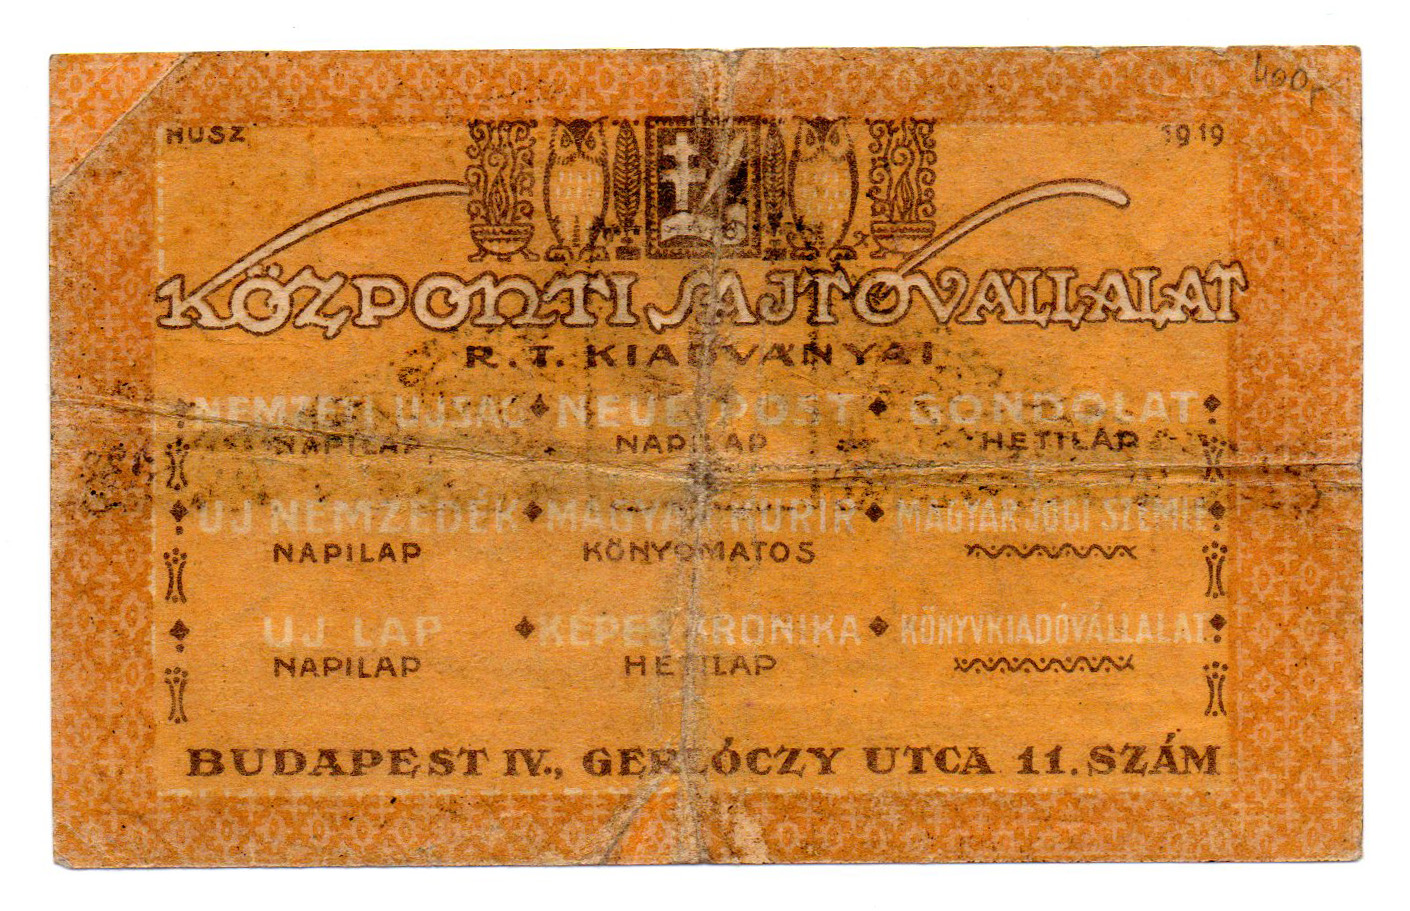 HUSZ 1919
KÖZPONTI SAJTÓVÁLLALAT
R.T. KIADVÁNYAI
NEMZETI UJSÁG NEUE POST GONDOLAT
NAPILAP NAPILAP HETILAP
UJ NEMZEDÉK MAGYAR KURIR MAGYAR JOGI SZEMLE
NAPILAP KŐNYOMATOS
UJ LAP KÉPES KRONIKA KÖNYVKIADÓVÁLLALAT
NAPILAP HETILAP
BUDAPEST IV., GERLÓCZY UTCA 11. SZÁM